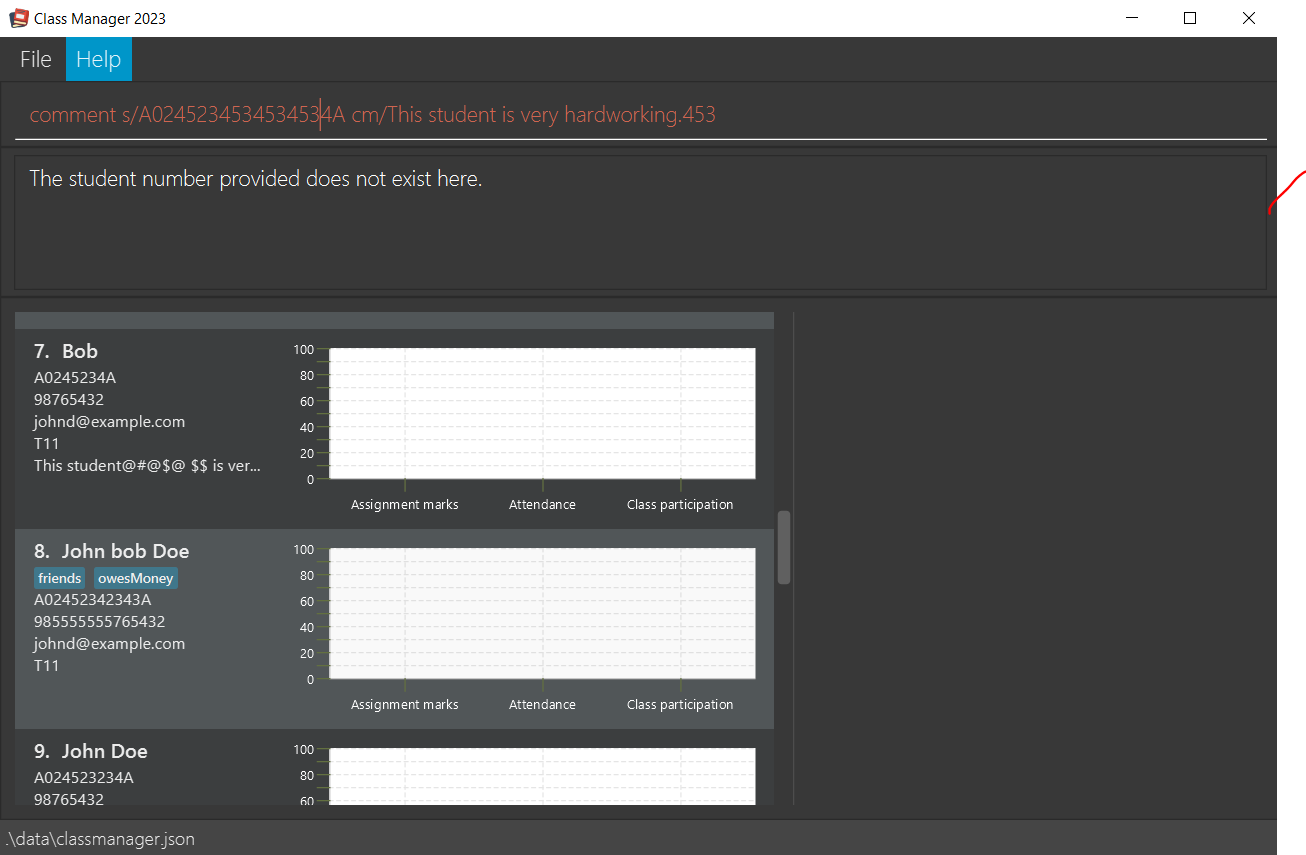 Class Manager 2023
File Help
comment s/A02452345345345​34A cm/This student is very hardworking.453
The student number provided does not exist here.
7. Bob
A0245234A
98765432
johnd@example.com
T11
This student@#@$@ $$ is ver...
100
80
60
40
20
0
Assignment marks Attendance Class participation
8. John bob Doe
friends owesMoney
A02452342343A
985555555765432
johnd@example.com
T11
100
80
60
40
20
0
Assignment marks Attendance Class participation
9. John Doe
A024523234A
98765432
100
80
60
.\data\classmanager.json